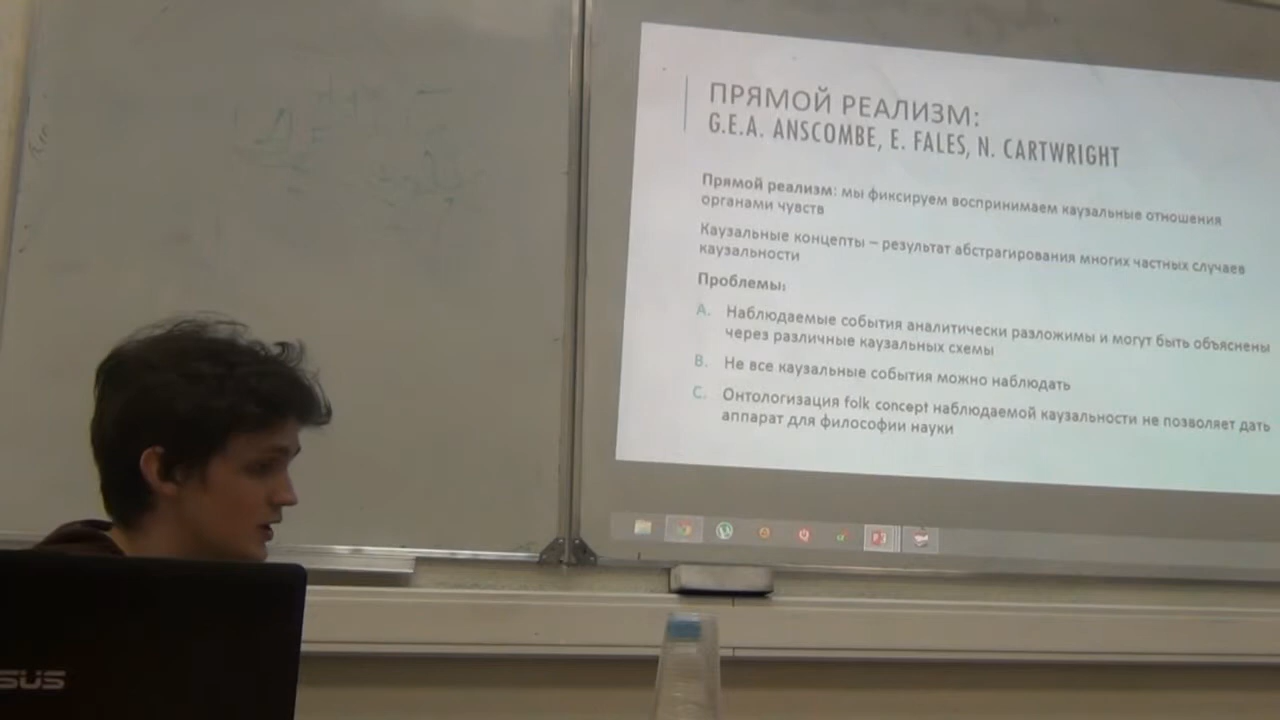 ПРЯМОЙ РЕАЛИЗМ:
G.E.A. ANSCOMBE, E. FALES, N. CARTWRIGHT
Прямой реализм: мы фиксируем воспринимаем каузальные отношения
органами чувств
Каузальные концепты – результат абстрагирования многих частных случаев
каузальности
Проблемы:
A. Наблюдаемые события аналитически разложимы и могут быть объяснены
через различные каузальных схемы
B. Не все каузальные события можно наблюдать
C. Онтологизация folk concept наблюдаемой каузальности не позволяет дать
аппарат для философии науки
SUS